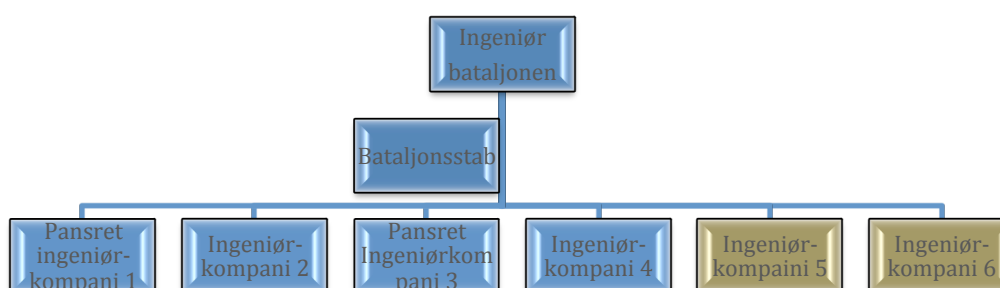 Ingeniør
bataljonen
Bataljonsstab
Pansret
ingeniør-
kompani 1
Ingeniør-
kompani 2
Pansret
Ingeniørkom
pani 3
Ingeniør-
kompani 4
Ingeniør-
kompaini 5
Ingeniør-
kompani 6